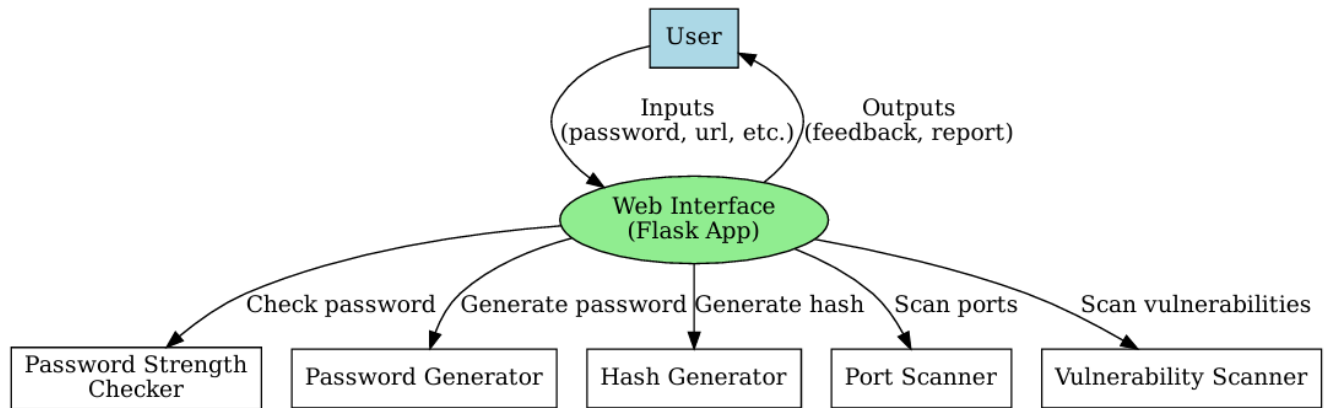 User
Inputs
(password, url, etc.)
Outputs
(feedback, report)
Web Interface
(Flask App)
Check password
Generate password
Generate hash
Scan ports
Scan vulnerabilities
Password Strength
Checker
Password Generator
Hash Generator
Port Scanner
Vulnerability Scanner